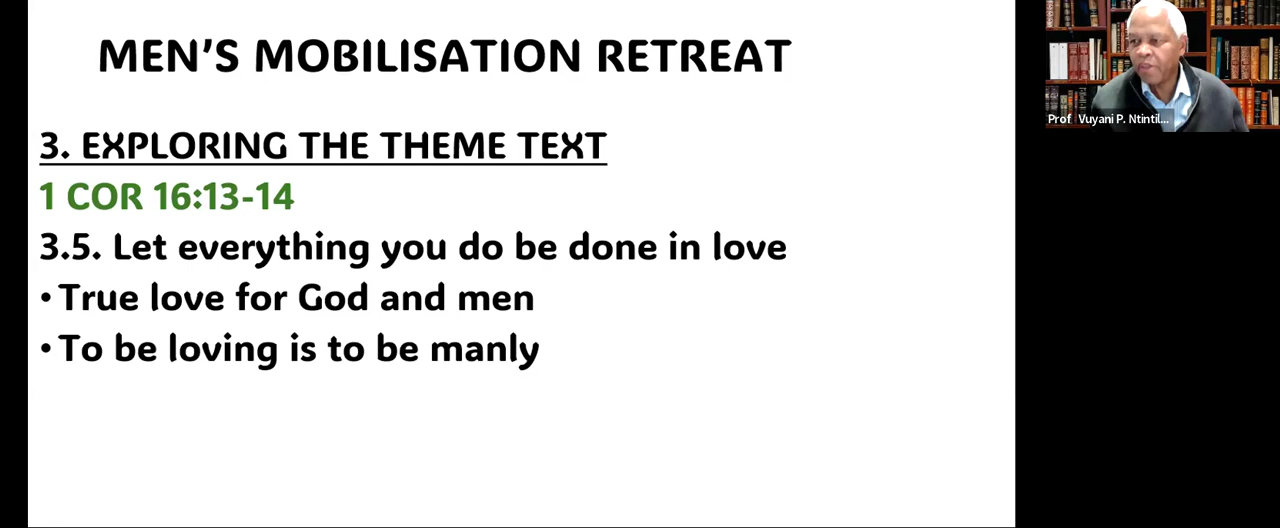 MEN'S MOBILISATION RETREAT
3. EXPLORING THE THEME TEXT
1 COR 16:13-14
3.5. Let everything you do be done in love
• True love for God and men
• To be loving is to be manly
Prof Vuyani P. Ntintil...